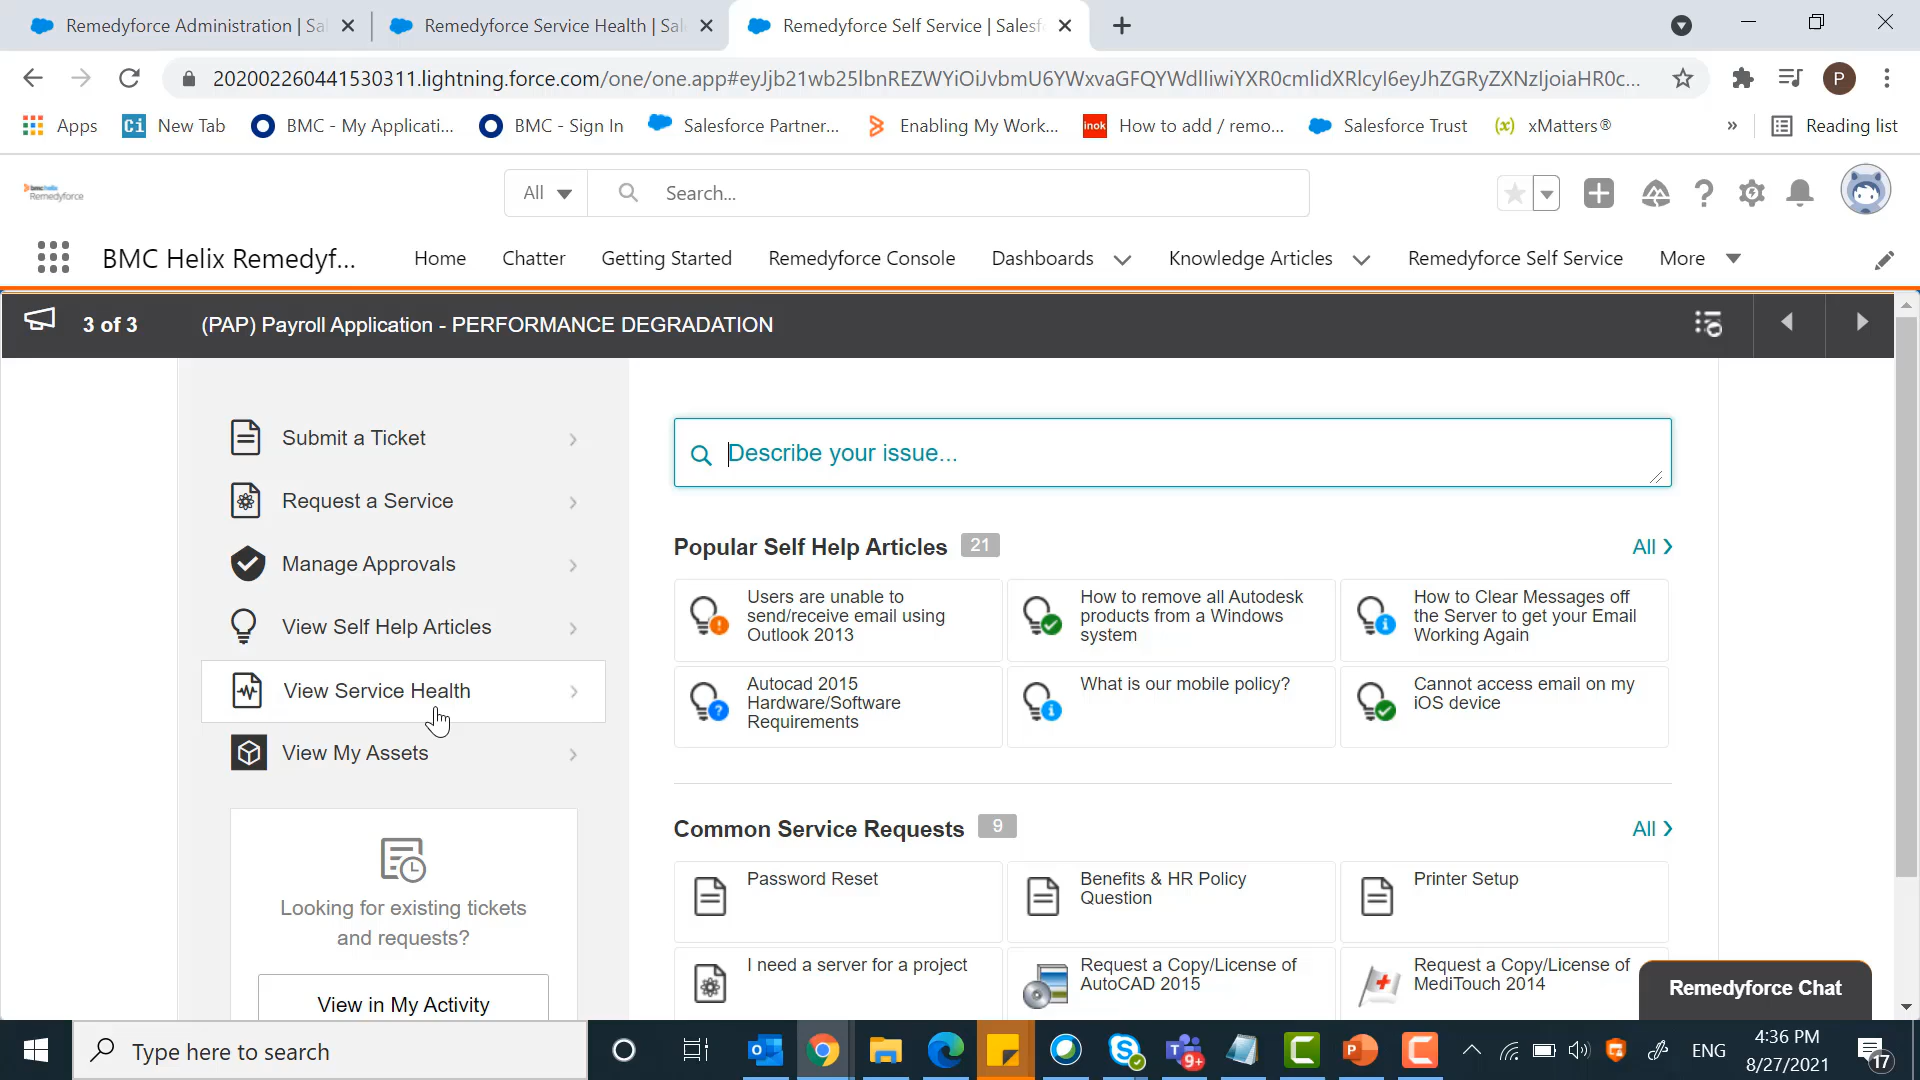 Remedyforce Administration | Sa
Remedyforce Service Health | Sal
Remedyforce Self Service | Salesf
20200226044153031​1.lightning.force.com/one/one.app#eyJjb21wb25lbnREZWYiOiJvbmU6YWxvaGFQYWdlIiwiYXR0cmlidXRlcyI6eyJhZGRyZXNzIjoiaHR0c...
P
Apps
Ci New Tab
BMC - My Applicati...
BMC - Sign In
Salesforce Partner...
Enabling My Work...
inok How to add / remo...
Salesforce Trust
(x) xMatters®
»
Reading list
bmc helix
Remedyforce
All
Search...
BMC Helix Remedyf...
Home
Chatter
Getting Started
Remedyforce Console
Dashboards
Knowledge Articles
Remedyforce Self Service
More
3 of 3
(PAP) Payroll Application - PERFORMANCE DEGRADATION
Submit a Ticket
Request a Service
Manage Approvals
View Self Help Articles
View Service Health
View My Assets
Looking for existing tickets
and requests?
View in My Activity
Describe your issue...
Popular Self Help Articles 21
All
Users are unable to
send/receive email using
Outlook 2013
How to remove all Autodesk
products from a Windows
system
How to Clear Messages off
the Server to get your Email
Working Again
Autocad 2015
Hardware/Software
Requirements
What is our mobile policy?
Cannot access email on my
iOS device
Common Service Requests 9
All
Password Reset
Benefits & HR Policy
Question
Printer Setup
I need a server for a project
Request a Copy/License of
AutoCAD 2015
Request a Copy/License of
MediTouch 2014
Remedyforce Chat
Type here to search
9+
ENG
4:36 PM
8/27/2021
17